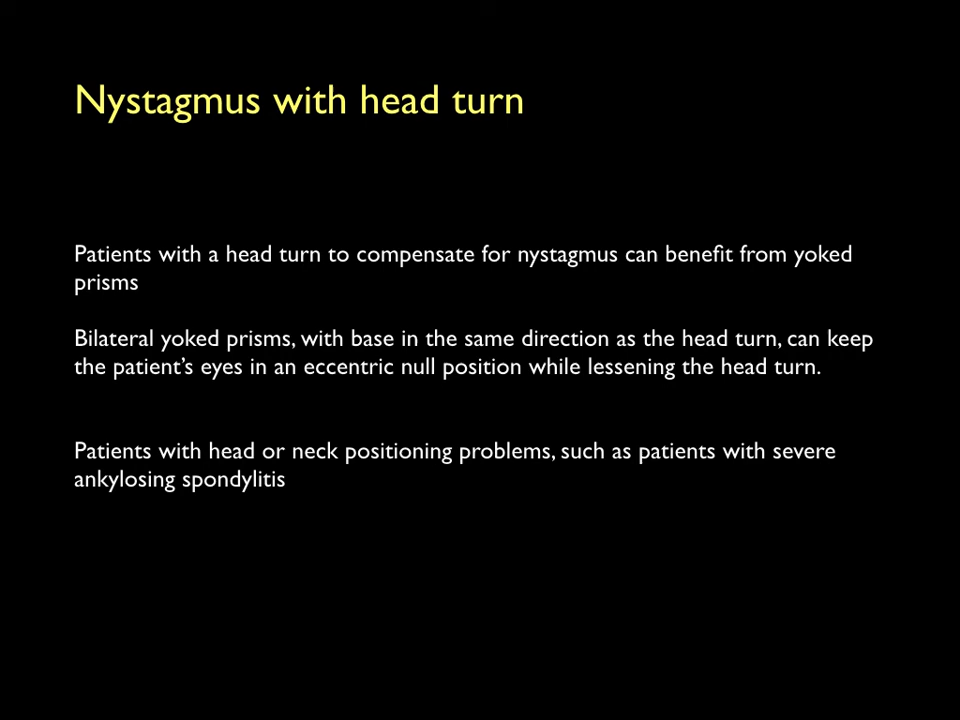 Nystagmus with head turn
Patients with a head turn to compensate for nystagmus can benefit from yoked
prisms
Bilateral yoked prisms, with base in the same direction as the head turn, can keep
the patient’s eyes in an eccentric null position while lessening the head turn.
Patients with head or neck positioning problems, such as patients with severe
ankylosing spondylitis